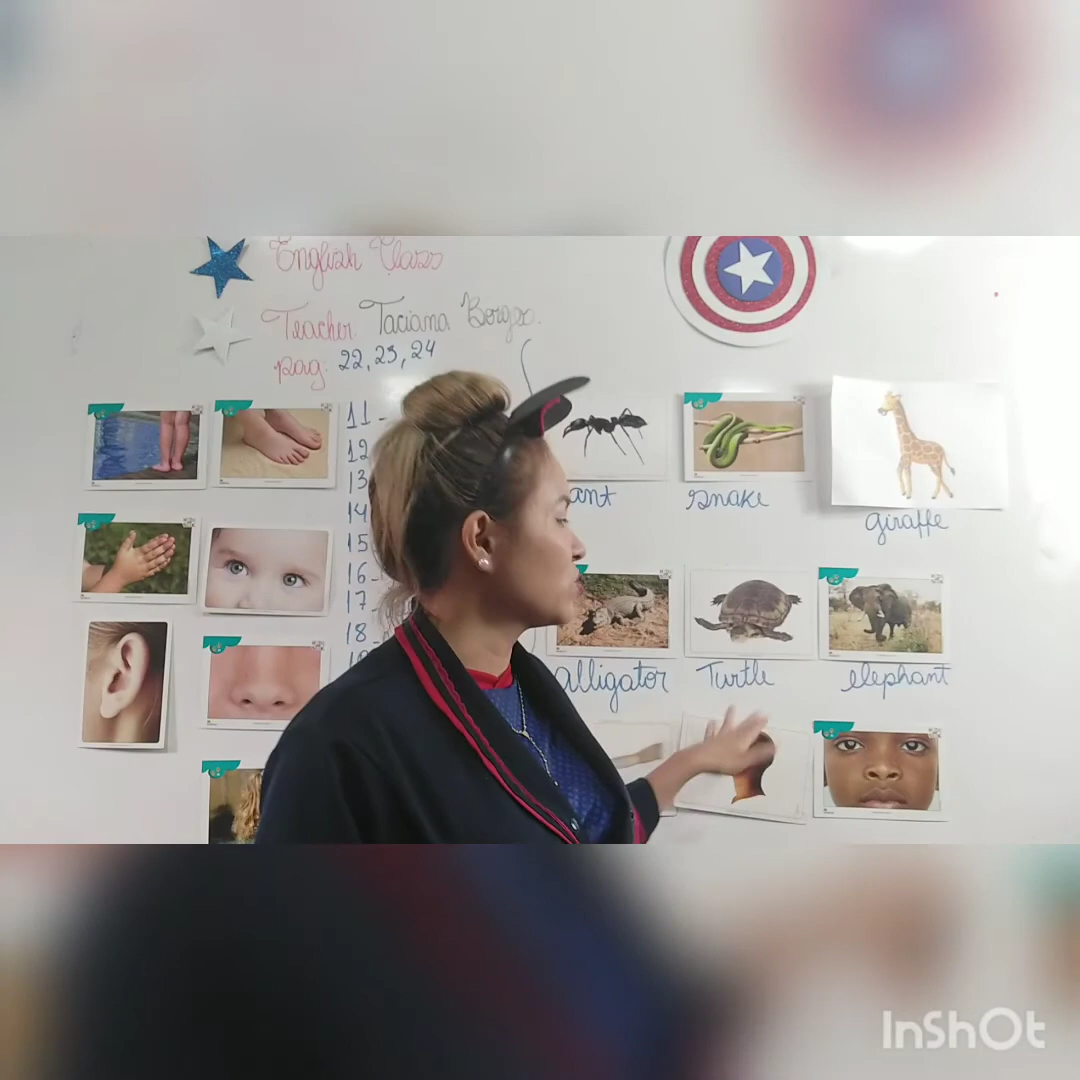 English Class
Teacher: Taciana Borges.
pag: 22, 23, 24
11-
12
13
14
15
16-
17-
18-
ant
snake
giraffe
alligator
Turtle
elephant
InShOt